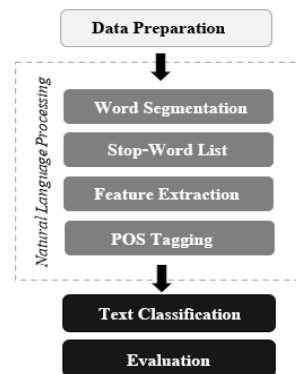 Data Preparation
Natural Language Processing
Word Segmentation
Stop-Word List
Feature Extraction
POS Tagging
Text Classification
Evaluation